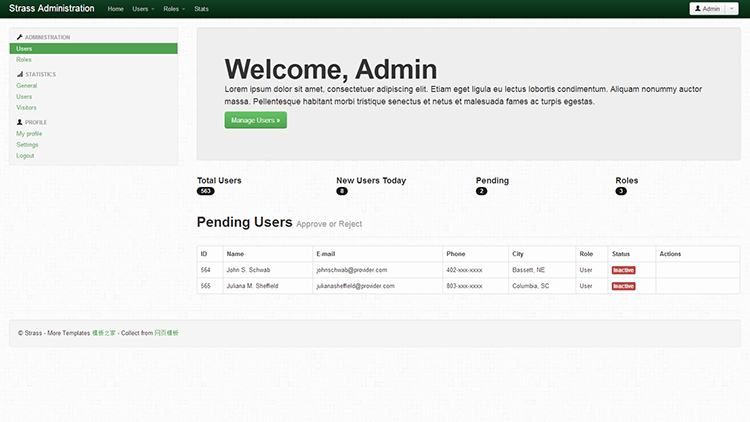 Strass Administration Home Users Roles Stats Admin
ADMINISTRATION
Users
Roles
STATISTICS
General
Users
Visitors
PROFILE
My profile
Settings
Logout
Welcome, Admin
Lorem ipsum dolor sit amet, consectetuer adipiscing elit. Etiam eget ligula eu lectus lobortis condimentum. Aliquam nonummy auctor
massa. Pellentesque habitant morbi tristique senectus et netus et malesuada fames ac turpis egestas.
Manage Users »
Total Users New Users Today Pending Roles
563 8 2 3
Pending Users Approve or Reject
ID Name E-mail Phone City Role Status Actions
564 John S. Schwab johnschwab@provider.com 402-xxx-xxxx Bassett, NE User Inactive
565 Juliana M. Sheffield julianasheffield@provider.com 803-xxx-xxxx Columbia, SC User Inactive
© Strass - More Templates 模板之家 - Collect from 网页模板